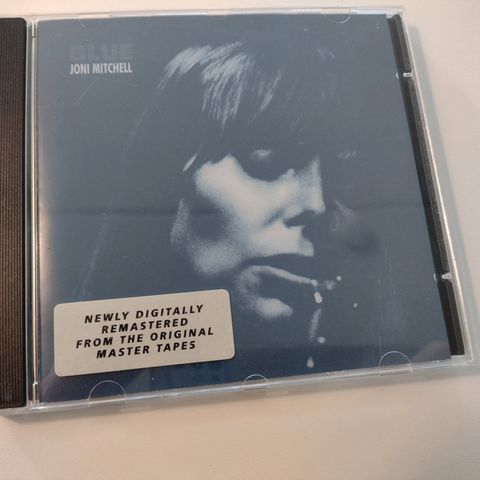 BLUE
JONI MITCHELL
NEWLY DIGITALLY
REMASTERED
FROM THE ORIGINAL
MASTER TAPES